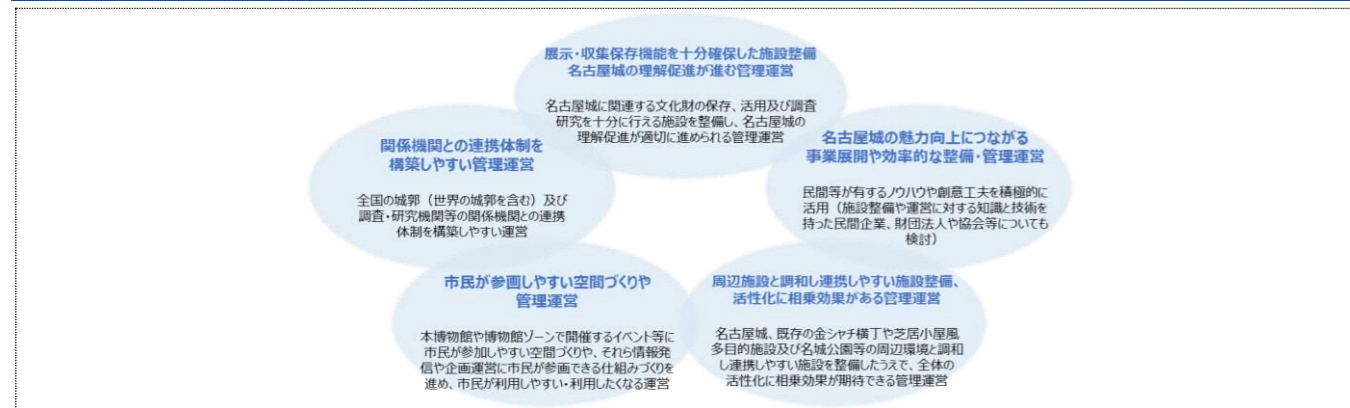 展示・収集保存機能を十分確保した施設整備
名古屋城の理解促進が進む管理運営
名古屋城に関連する文化財の保存、活用及び調査
研究を十分に行える施設を整備し、名古屋城の
理解促進が適切に進められる管理運営
関係機関との連携体制を
構築しやすい管理運営
全国の城郭（世界の城郭を含む）及び
調査・研究機関等の関係機関との連携
体制を構築しやすい運営
名古屋城の魅力向上につながる
事業展開や効率的な整備・管理運営
民間等が有するノウハウや創意工夫を積極的に
活用（施設整備や運営に対する知識と技術を
持った民間企業、財団法人や協会等についても
検討）
市民が参画しやすい空間づくりや
管理運営
本博物館や博物館ゾーンで開催するイベント等に
市民が参加しやすい空間づくりや、それら情報発
信や企画運営に市民が参画できる仕組みづくりを
進め、市民が利用しやすい・利用したくなる運営
周辺施設と調和し連携しやすい施設整備、
活性化に相乗効果がある管理運営
名古屋城、既存の金シャチ横丁や芝居小屋風
多目的施設及び名城公園等の周辺環境と調和
し連携しやすい施設を整備したうえで、全体の
活性化に相乗効果が期待できる管理運営